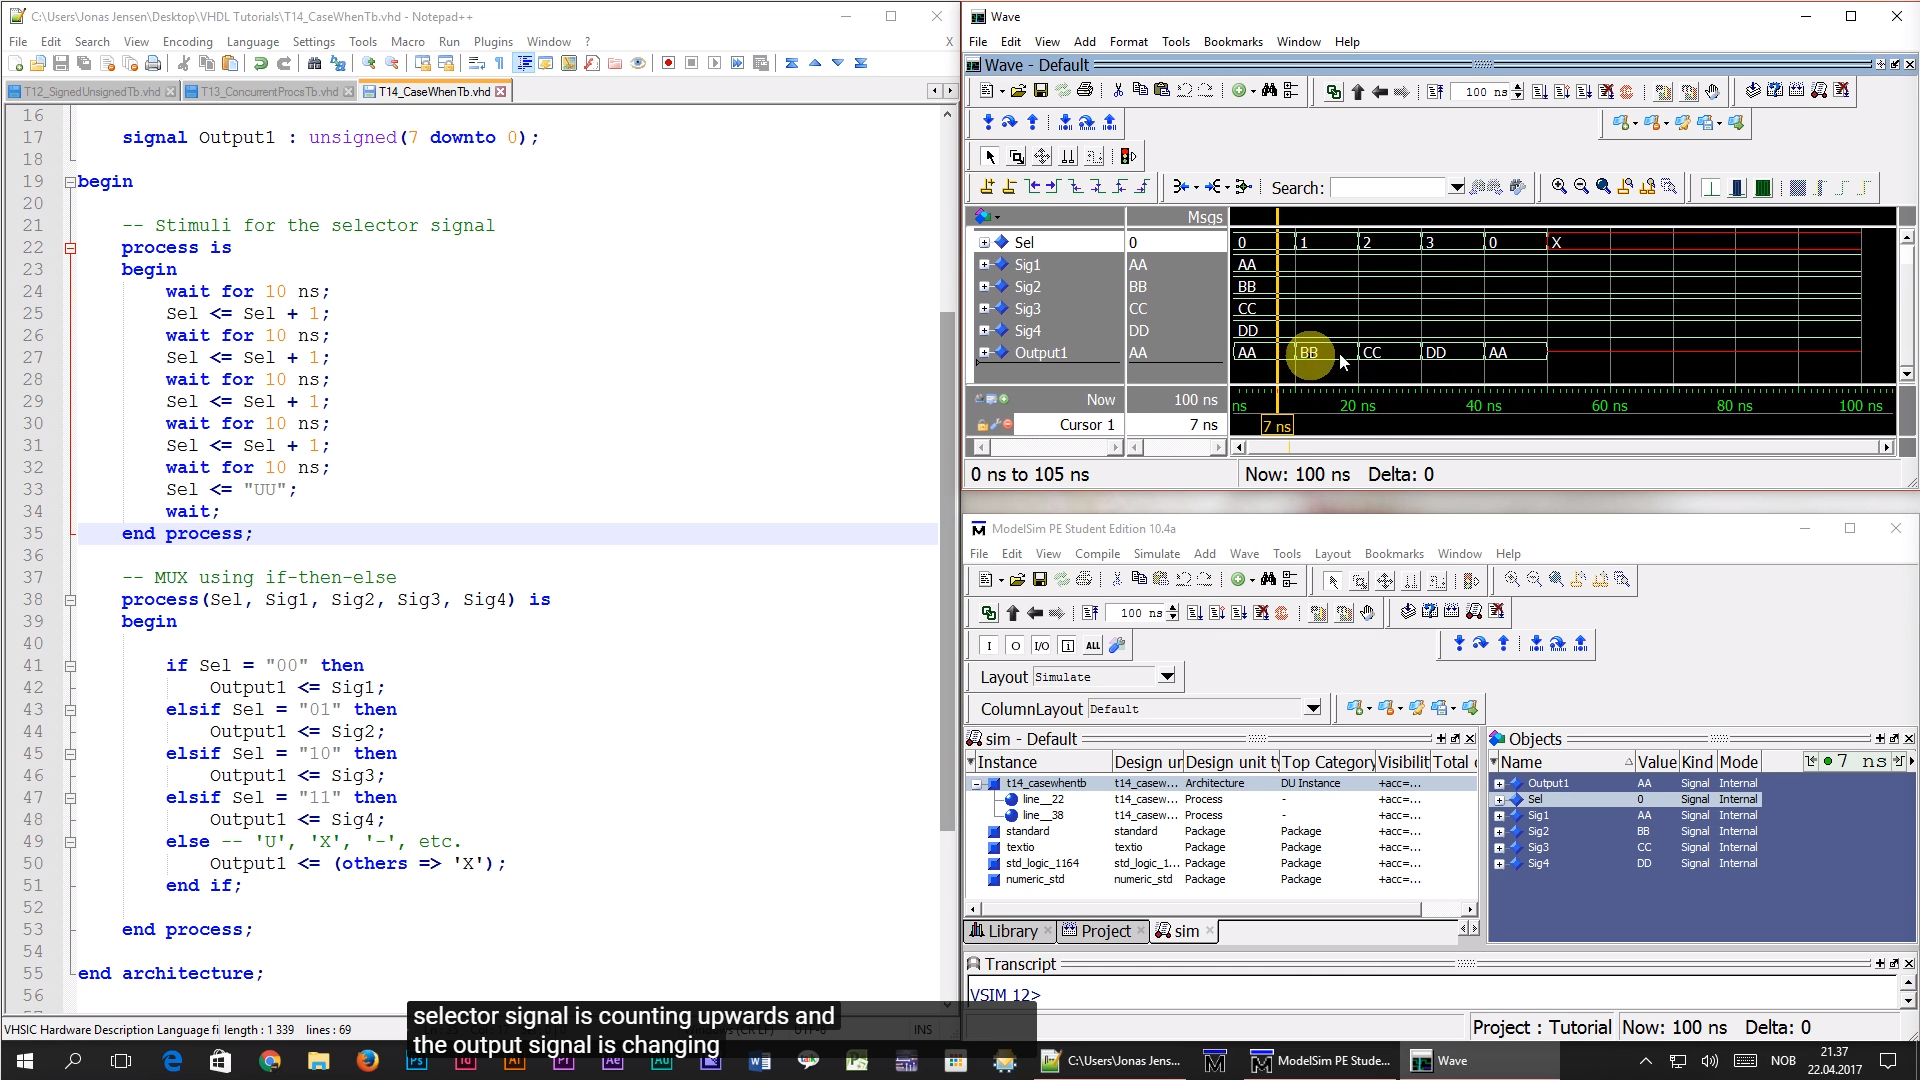 C:\Users\Jonas Jensen\Desktop\VHDL Tutorials\T14_CaseWhenTb.vhd - Notepad++
File Edit Search View Encoding Language Settings Tools Macro Run Plugins Window ? X
T12_SignedUnsignedTb.vhd T13_ConcurrentProcsTb.vhd T14_CaseWhenTb.vhd
16
17 signal Output1 : unsigned(7 downto 0);
18
19 begin
20
21 -- Stimuli for the selector signal
22 process is
23 begin
24 wait for 10 ns;
25 Sel <= Sel + 1;
26 wait for 10 ns;
27 Sel <= Sel + 1;
28 wait for 10 ns;
29 Sel <= Sel + 1;
30 wait for 10 ns;
31 Sel <= Sel + 1;
32 wait for 10 ns;
33 Sel <= "UU";
34 wait;
35 end process;
36
37 -- MUX using if-then-else
38 process(Sel, Sig1, Sig2, Sig3, Sig4) is
39 begin
40
41 if Sel = "00" then
42 Output1 <= Sig1;
43 elsif Sel = "01" then
44 Output1 <= Sig2;
45 elsif Sel = "10" then
46 Output1 <= Sig3;
47 elsif Sel = "11" then
48 Output1 <= Sig4;
49 else -- 'U', 'X', '-', etc.
50 Output1 <= (others => 'X');
51 end if;
52
53 end process;
54
55 end architecture;
56
VHSIC Hardware Description Language fi length : 1 339 lines : 69 INS
selector signal is counting upwards and
the output signal is changing
Wave
File Edit View Add Format Tools Bookmarks Window Help
Wave - Default
100 ns
Search:
Msgs
Sel 0 0 1 2 3 0 X
Sig1 AA AA
Sig2 BB BB
Sig3 CC CC
Sig4 DD DD
Output1 AA AA BB CC DD AA
Now 100 ns ns 20 ns 40 ns 60 ns 80 ns 100 ns
Cursor 1 7 ns 7 ns
0 ns to 105 ns Now: 100 ns Delta: 0
ModelSim PE Student Edition 10.4a
File Edit View Compile Simulate Add Wave Tools Layout Bookmarks Window Help
100 ns
I O I/O i ALL
Layout Simulate
ColumnLayout Default
sim - Default
Instance Design ur Design unit ty Top Category Visibilit Total
t14_casewhentb t14_casew... Architecture DU Instance +acc=...
line__22 t14_casew... Process - +acc=...
line__38 t14_casew... Process - +acc=...
standard standard Package Package +acc=...
textio textio Package Package +acc=...
std_logic_1164 std_logic_1... Package Package +acc=...
numeric_std numeric_std Package Package +acc=...
Library Project sim
Objects
Name Value Kind Mode 7 ns
Output1 AA Signal Internal
Sel 0 Signal Internal
Sig1 AA Signal Internal
Sig2 BB Signal Internal
Sig3 CC Signal Internal
Sig4 DD Signal Internal
Transcript
VSIM 12>
Project : Tutorial Now: 100 ns Delta: 0
Ps Id Ai Pr Ae Au
C:\Users\Jonas Jens... ModelSim PE Stude... Wave
NOB 21.37
22.04.2017